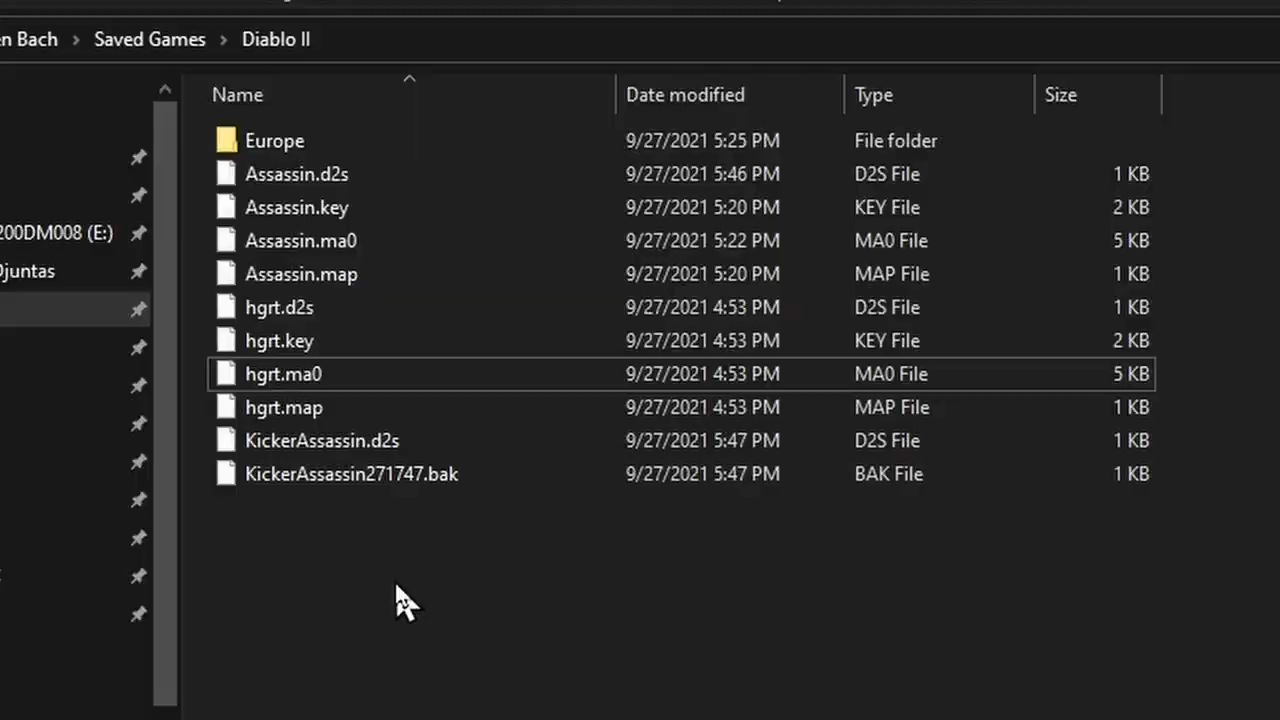 en Bach > Saved Games > Diablo II
Name Date modified Type Size
Europe 9/27/2021 5:25 PM File folder
Assassin.d2s 9/27/2021 5:46 PM D2S File 1 KB
Assassin.key 9/27/2021 5:20 PM KEY File 2 KB
Assassin.ma0 9/27/2021 5:22 PM MA0 File 5 KB
Assassin.map 9/27/2021 5:20 PM MAP File 1 KB
hgrt.d2s 9/27/2021 4:53 PM D2S File 1 KB
hgrt.key 9/27/2021 4:53 PM KEY File 2 KB
hgrt.ma0 9/27/2021 4:53 PM MA0 File 5 KB
hgrt.map 9/27/2021 4:53 PM MAP File 1 KB
KickerAssassin.d2s 9/27/2021 5:47 PM D2S File 1 KB
KickerAssassin271747.bak 9/27/2021 5:47 PM BAK File 1 KB
200DM008 (E:)
Djuntas